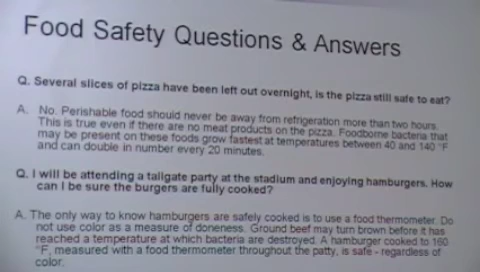 Food Safety Questions & Answers
Q. Several slices of pizza have been left out overnight, is the pizza still safe to eat?
A. No. Perishable food should never be away from refrigeration more than two hours.
This is true even if there are no meat products on the pizza. Foodborne bacteria that
may be present on these foods grow fastest at temperatures between 40 and 140 °F
and can double in number every 20 minutes.
Q. I will be attending a tailgate party at the stadium and enjoying hamburgers. How
can I be sure the burgers are fully cooked?
A. The only way to know hamburgers are safely cooked is to use a food thermometer. Do
not use color as a measure of doneness. Ground beef may turn brown before it has
reached a temperature at which bacteria are destroyed. A hamburger cooked to 160
°F, measured with a food thermometer throughout the patty, is safe - regardless of
color.